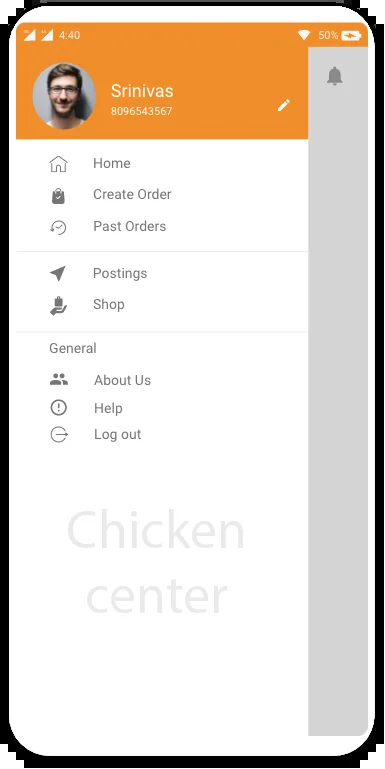 4:40
50%
Srinivas
8096543567
Home
Create Order
Past Orders
Postings
Shop
General
About Us
Help
Log out
Chicken
center